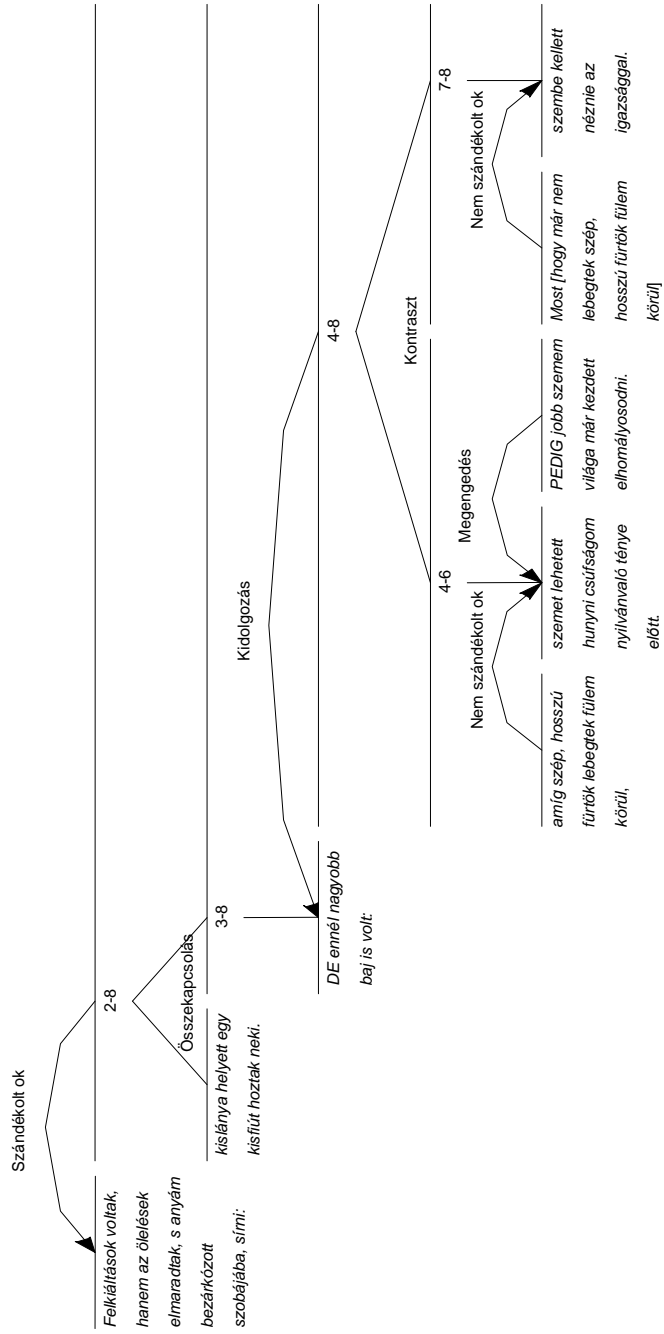 Szándékolt ok
2-8
Felkiáltások voltak,
hanem az ölelések
elmaradtak, s anyám
bezárkózott
szobájába, sírni:
Összekapcsolás
3-8
kislánya helyett egy
kisfiút hoztak neki.
Kidolgozás
4-8
DE ennél nagyobb
baj is volt:
Kontraszt
4-6
7-8
Nem szándékolt ok
Megengedés
Nem szándékolt ok
amíg szép, hosszú
fürtök lebegtek fülem
körül,
szemet lehetett
hunyni csúfságom
nyilvánvaló ténye
előtt.
PEDIG jobb szemem
világa már kezdett
elhomályosodni.
Most [hogy már nem
lebegtek szép,
hosszú fürtök fülem
körül]
szembe kellett
néznie az
igazsággal.